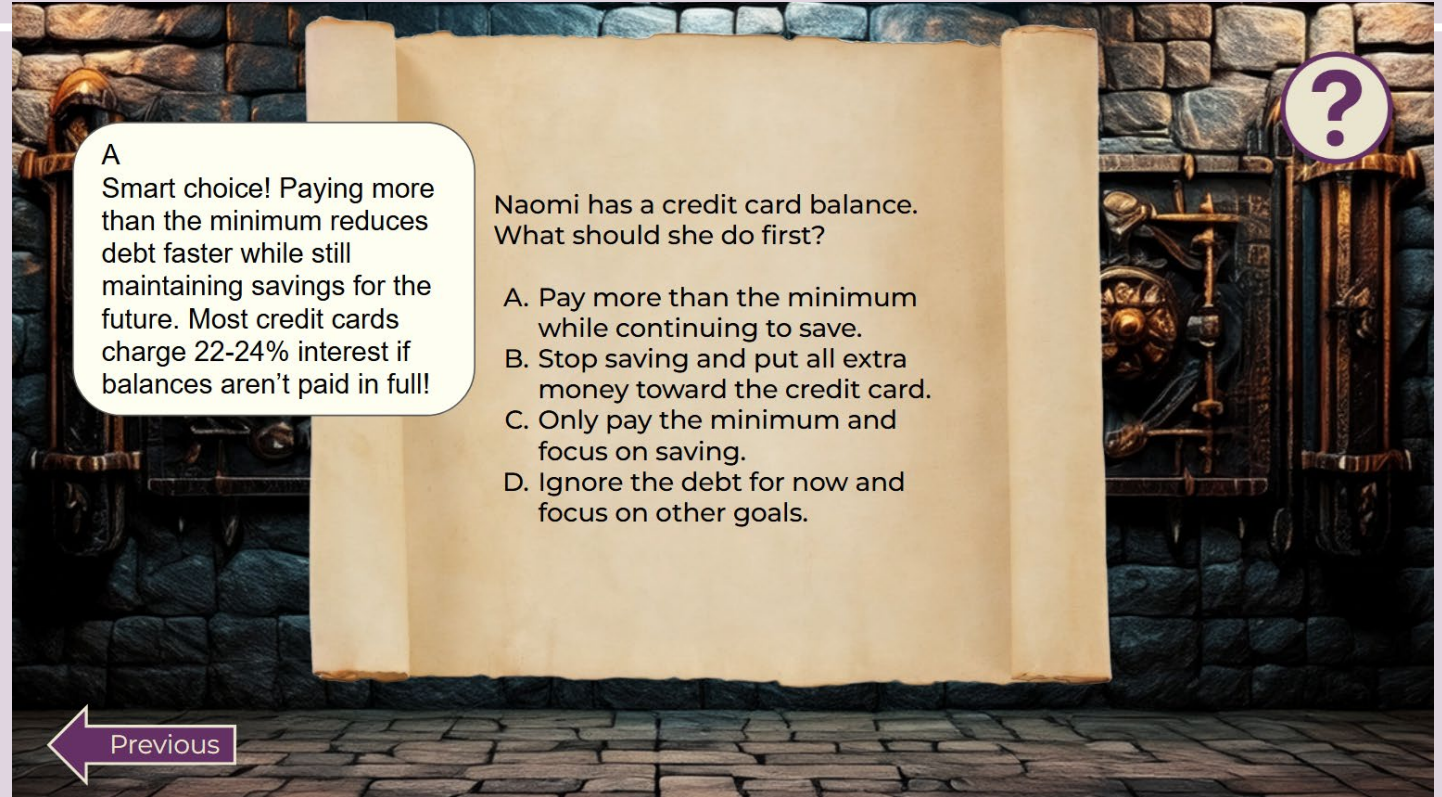 A
Smart choice! Paying more
than the minimum reduces
debt faster while still
maintaining savings for the
future. Most credit cards
charge 22-24% interest if
balances aren’t paid in full!
Naomi has a credit card balance.
What should she do first?
A. Pay more than the minimum
while continuing to save.
B. Stop saving and put all extra
money toward the credit card.
C. Only pay the minimum and
focus on saving.
D. Ignore the debt for now and
focus on other goals.
?
Previous